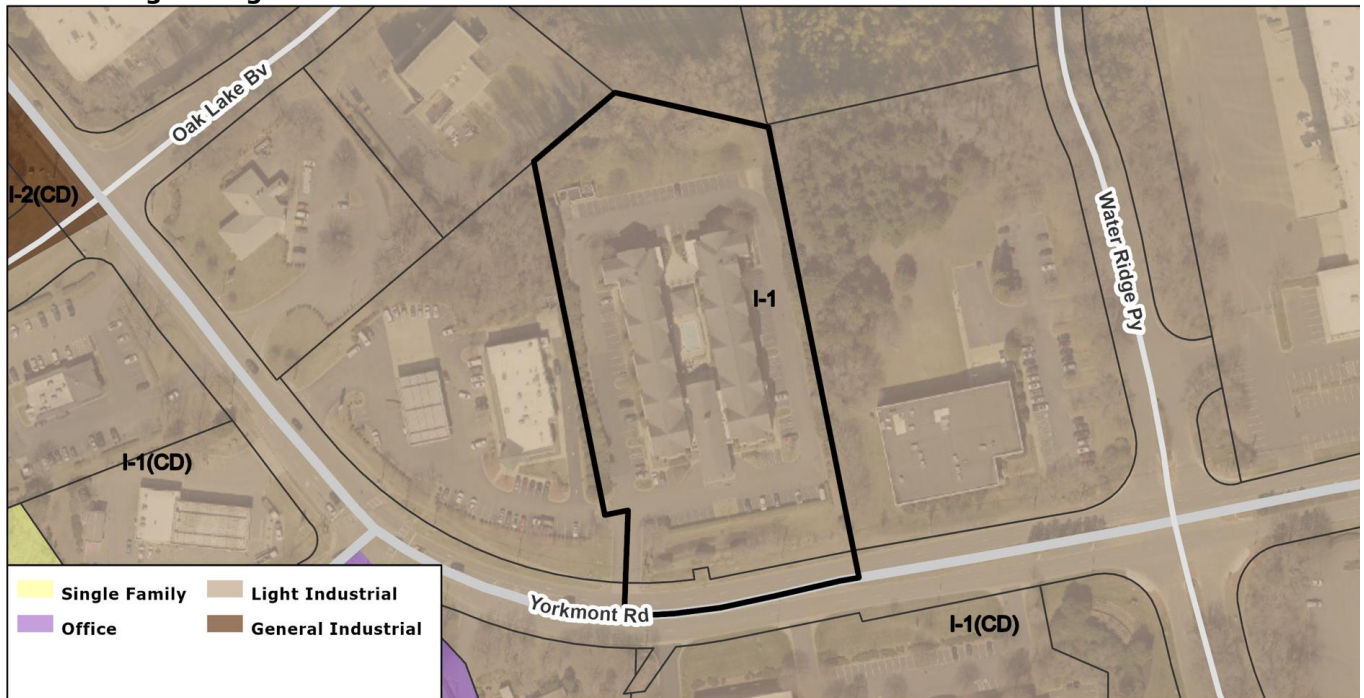 Oak Lake Bv
I-2(CD)
Water Ridge Py
I-1
I-1(CD)
Single Family
Light Industrial
Office
General Industrial
Yorkmont Rd
I-1(CD)